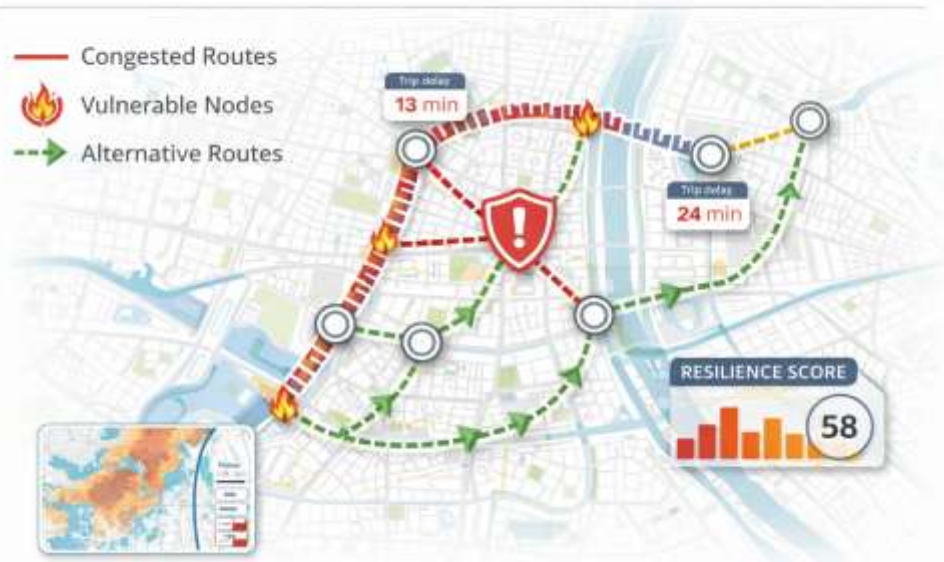 Congested Routes
Vulnerable Nodes
Alternative Routes
Trip delay
13 min
Trip delay
24 min
RESILIENCE SCORE
58